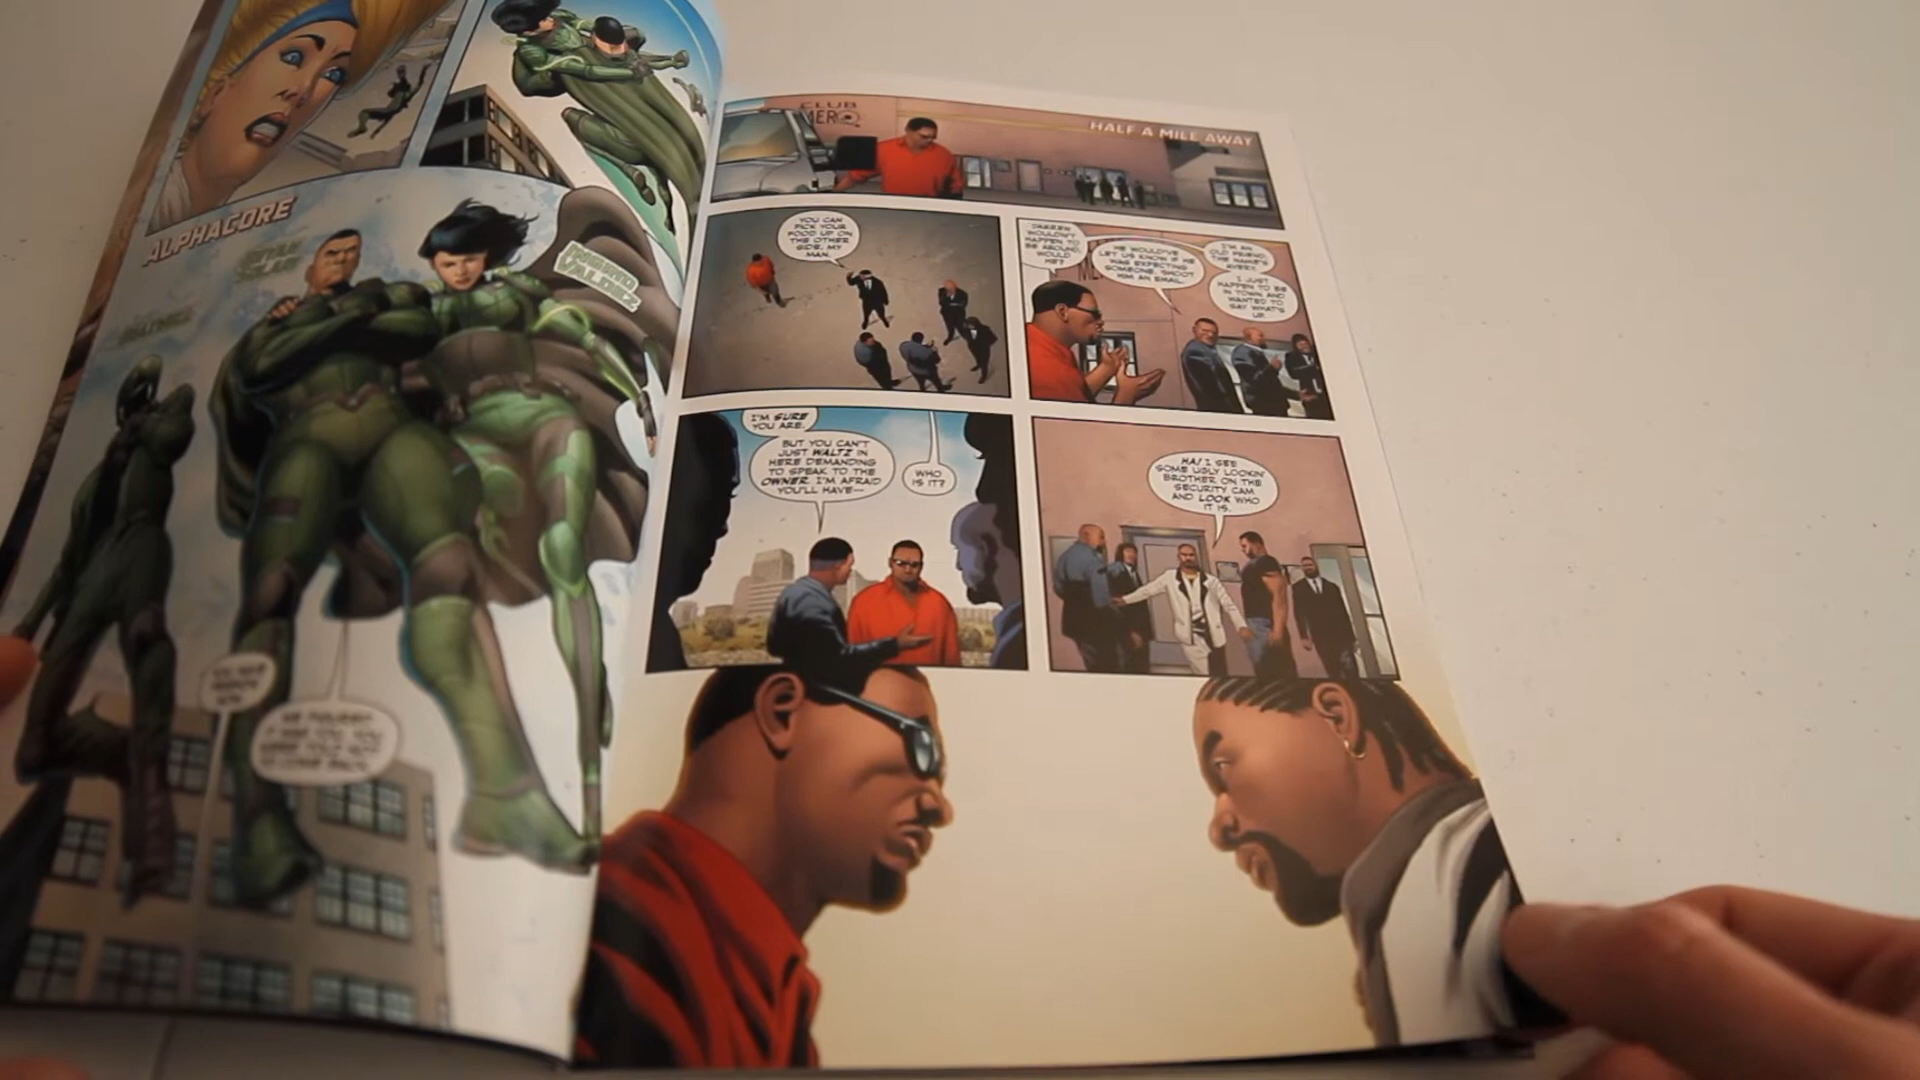 ALPHACORE
INGRID
VALDEZ
CLUB
HALF A MILE AWAY
YOU CAN
PICK YOUR
FOOD UP ON
THE OTHER
SIDE, MY
MAN.
DARREN
WOULDN'T
HAPPEN TO
BE AROUND,
WOULD
HE?
HE WOULD'VE
LET US KNOW IF HE
WAS EXPECTING
SOMEONE. SHOOT
HIM AN EMAIL.
I'M AN
OLD FRIEND.
THE NAME'S
AVERY.
I JUST
HAPPEN TO BE
IN TOWN AND
WANTED TO
SAY WHAT'S
UP.
I'M SURE
YOU ARE.
BUT YOU CAN'T
JUST WALTZ IN
HERE DEMANDING
TO SPEAK TO THE
OWNER. I'M AFRAID
YOU'LL HAVE—
WHO
IS IT?
HA! I SEE
SOME UGLY LOOKIN'
BROTHER ON THE
SECURITY CAM
AND LOOK WHO
IT IS.